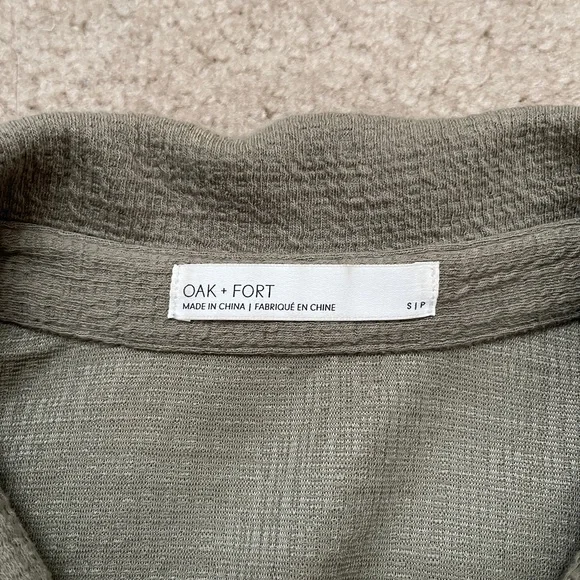 OAK + FORT
MADE IN CHINA | FABRIQUÉ EN CHINE
S | P